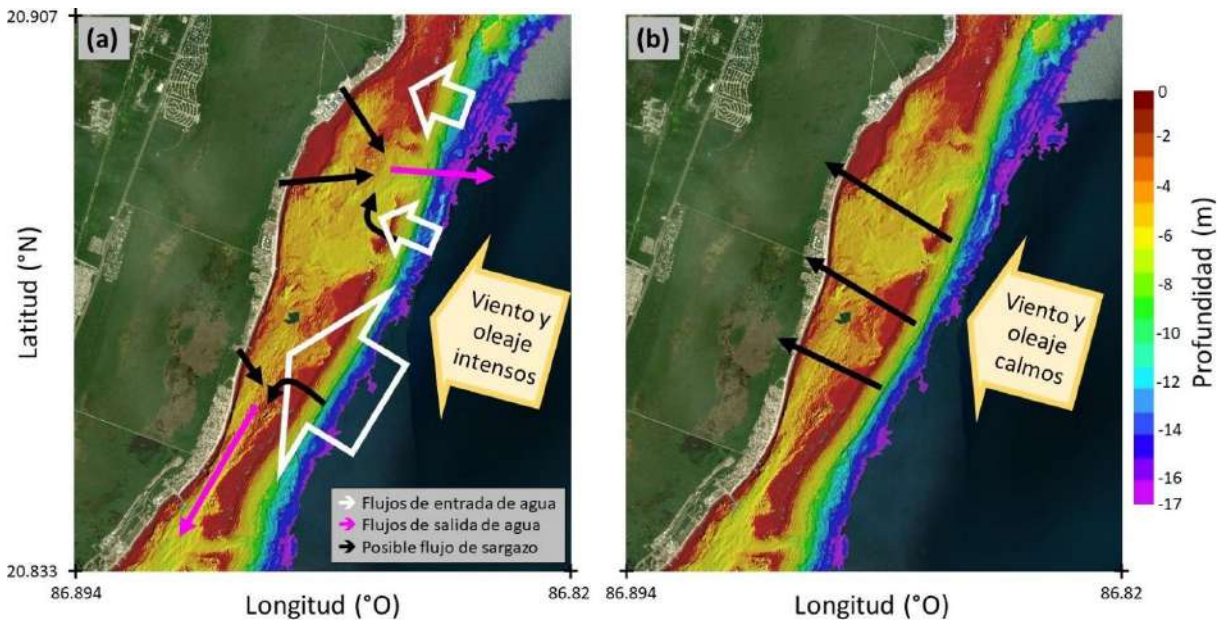 20.907
(a)
(b)
Latitud (°N)
Viento y
oleaje
intensos
Viento y
oleaje
calmos
Flujos de entrada de agua
Flujos de salida de agua
Posible flujo de sargazo
20.833
86.894
Longitud (°O)
86.82
86.894
Longitud (°O)
86.82
0
-2
-4
-6
-8
-10
-12
-14
-16
-17
Profundidad (m)